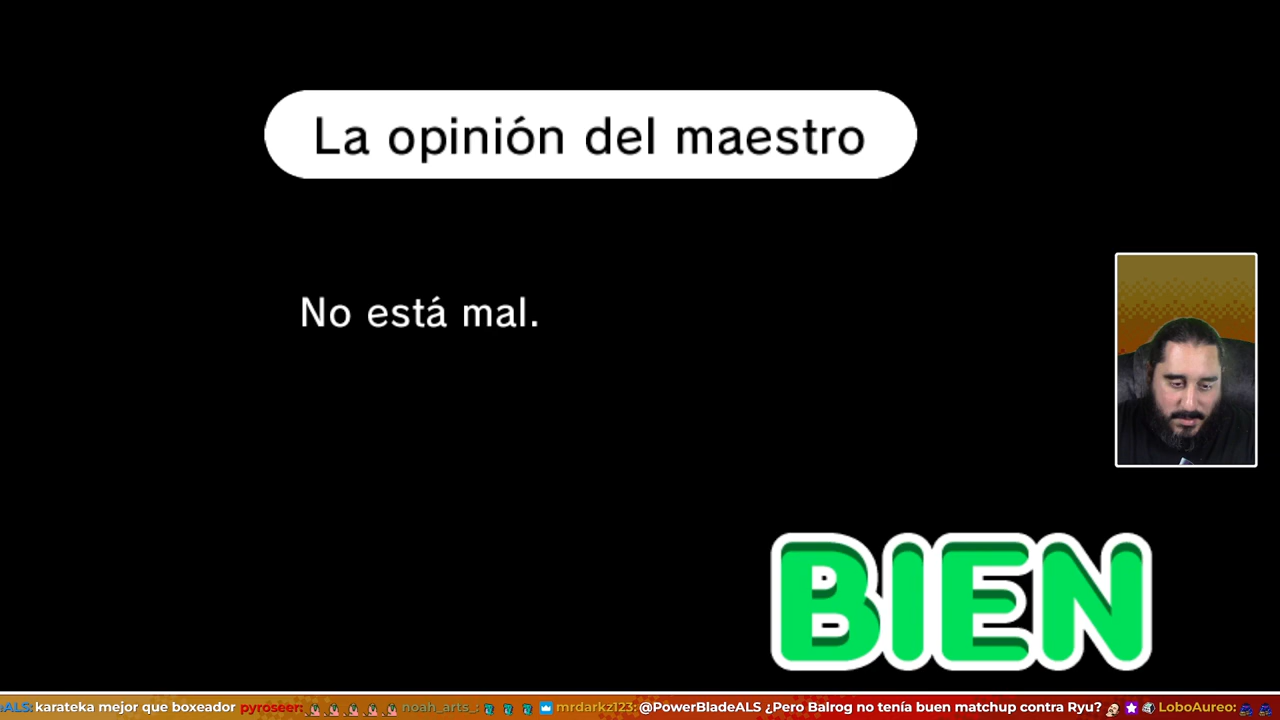 La opinión del maestro
No está mal.
BIEN
ALS: karateka mejor que boxeador pyroseer: noah_arts_: mrdarkz123: @PowerBladeALS ¿Pero Balrog no tenía buen matchup contra Ryu? LoboAureo: